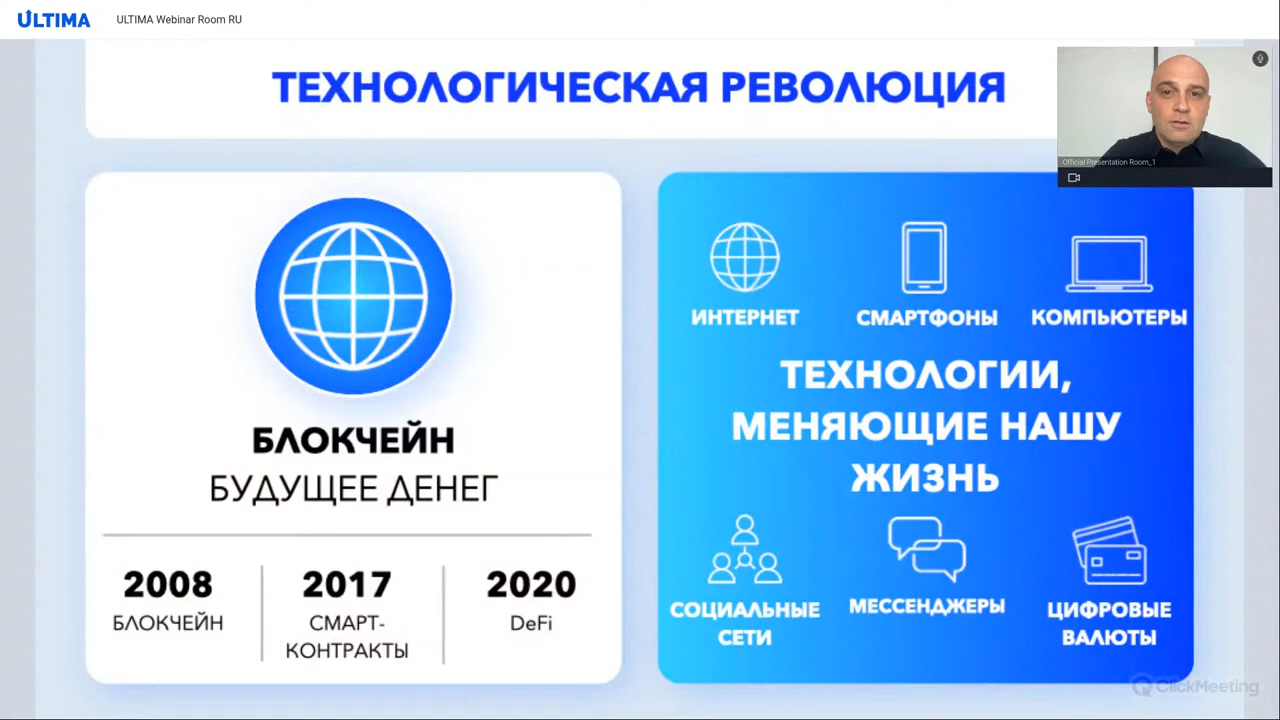 ULTIMA
ULTIMA Webinar Room RU
ТЕХНОЛОГИЧЕСКАЯ РЕВОЛЮЦИЯ
Official Presentation Room_1
БЛОКЧЕЙН
БУДУЩЕЕ ДЕНЕГ
2008
БЛОКЧЕЙН
2017
СМАРТ-
КОНТРАКТЫ
2020
DeFi
ИНТЕРНЕТ
СМАРТФОНЫ
КОМПЬЮТЕРЫ
ТЕХНОЛОГИИ,
МЕНЯЮЩИЕ НАШУ
ЖИЗНЬ
СОЦИАЛЬНЫЕ
СЕТИ
МЕССЕНДЖЕРЫ
ЦИФРОВЫЕ
ВАЛЮТЫ
ClickMeeting